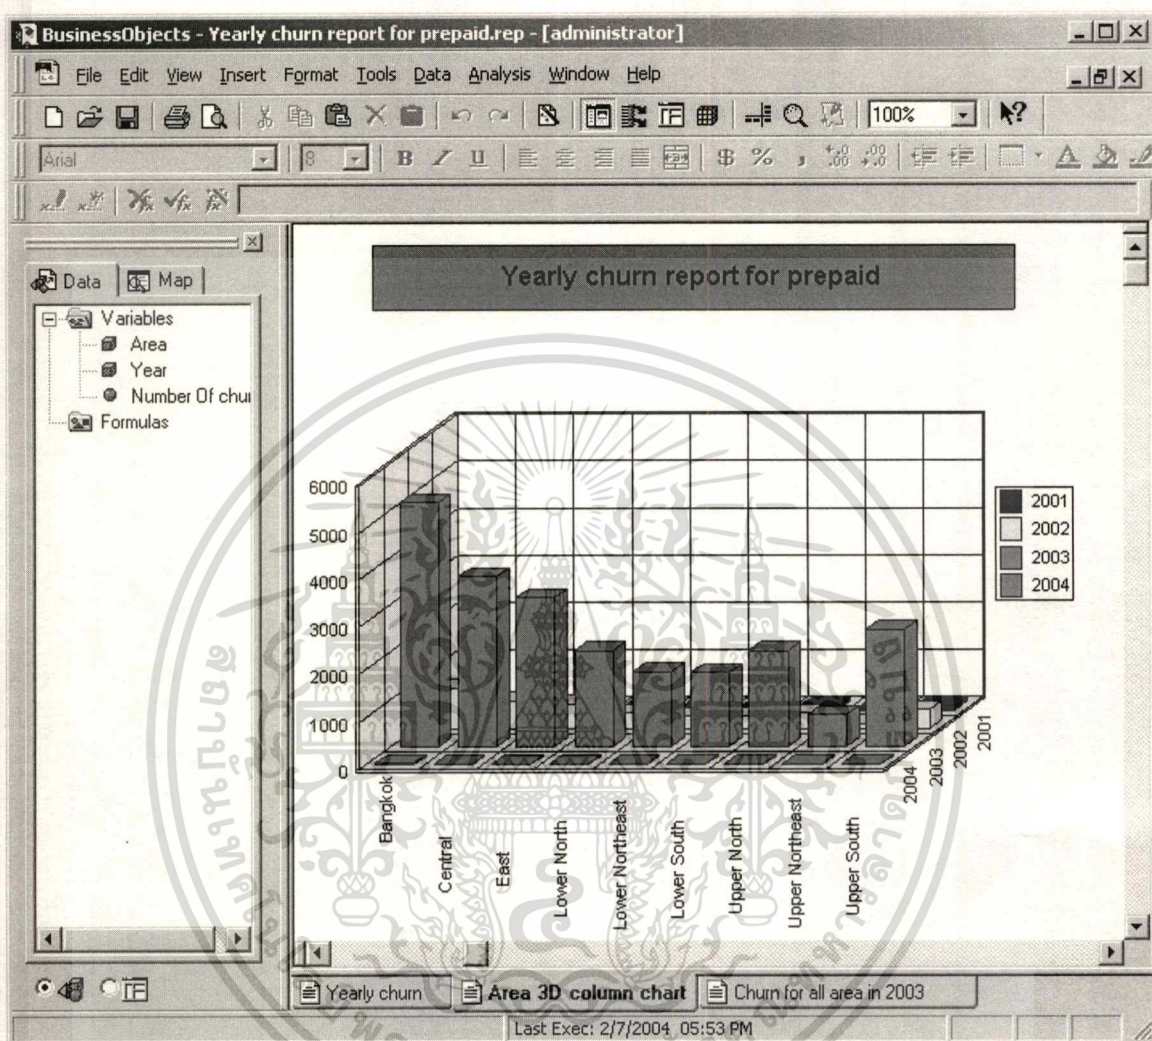 BusinessObjects - Yearly churn report for prepaid.rep - [administrator]
File Edit View Insert Format Tools Data Analysis Window Help
100%
Arial 8 B I U $ % ,
Data Map
Variables
Area
Year
Number Of chur
Formulas
Yearly churn report for prepaid
6000
5000
4000
3000
2000
1000
0
2001
2002
2003
2004
Bangkok
Central
East
Lower North
Lower Northeast
Lower South
Upper North
Upper Northeast
Upper South
2004
2003
2002
2001
Yearly churn Area 3D column chart Churn for all area in 2003
Last Exec: 2/7/2004 05:53 PM